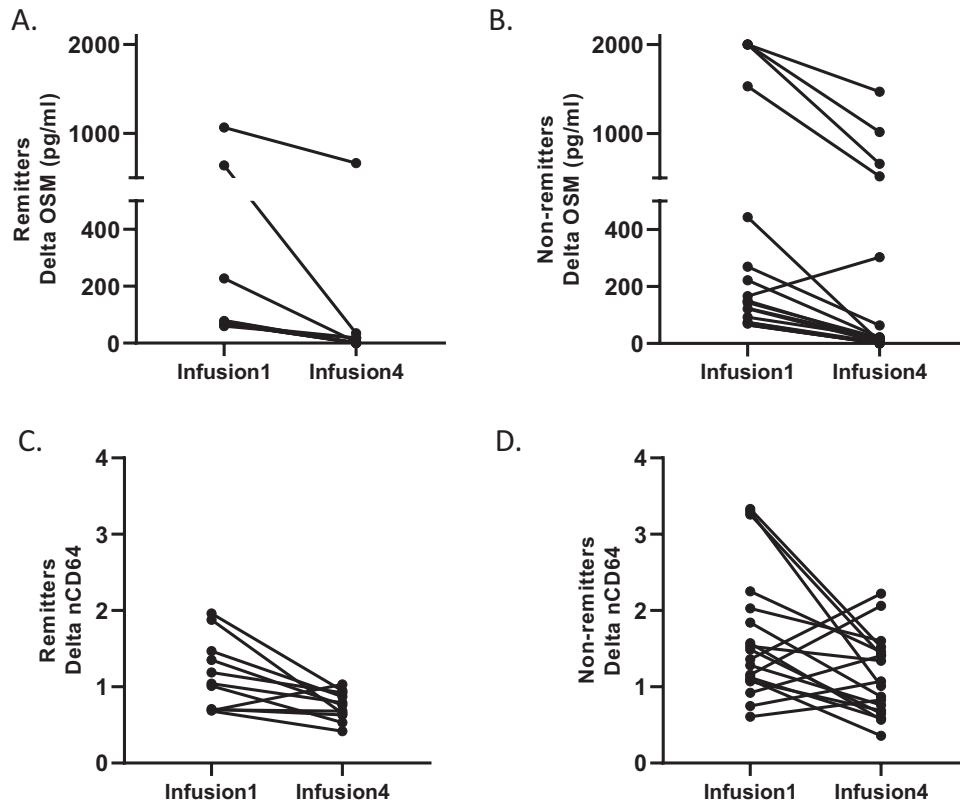 A.
Remitters
Delta OSM (pg/ml)
2000
1000
400
200
0
Infusion1 Infusion4
B.
Non-remitters
Delta OSM (pg/ml)
2000
1000
400
200
0
Infusion1 Infusion4
C.
Remitters
Delta nCD64
4
3
2
1
0
Infusion1 Infusion4
D.
Non-remitters
Delta nCD64
4
3
2
1
0
Infusion1 Infusion4